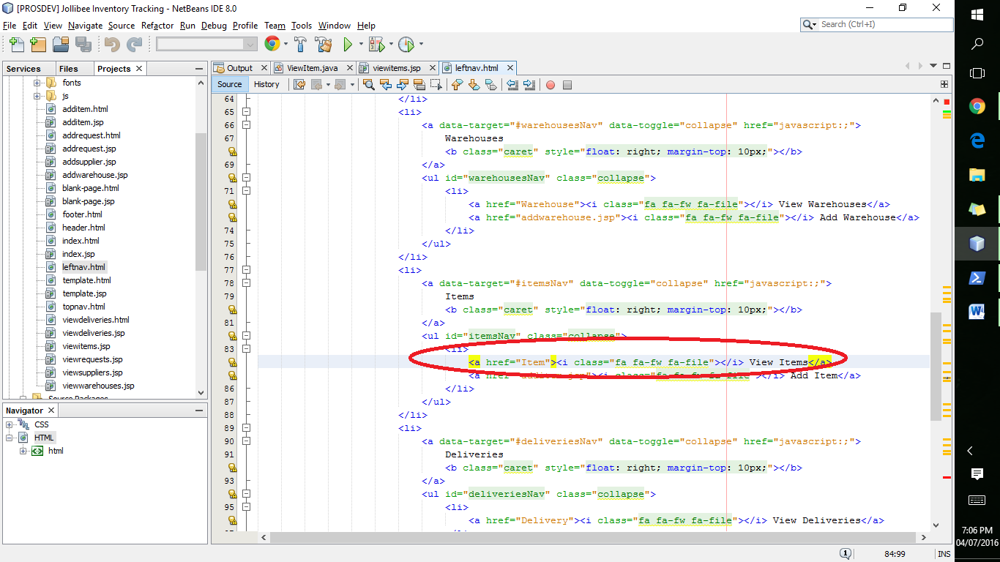 [PROSDEV] Jollibee Inventory Tracking - NetBeans IDE 8.0
File Edit View Navigate Source Refactor Run Debug Profile Team Tools Window Help
Search (Ctrl+I)
Services Files Projects
fonts
js
additem.html
additem.jsp
addrequest.html
addrequest.jsp
addsupplier.jsp
addwarehouse.jsp
blank-page.html
blank-page.jsp
footer.html
header.html
index.html
index.jsp
leftnav.html
template.html
template.jsp
topnav.html
viewdeliveries.html
viewdeliveries.jsp
viewitems.jsp
viewrequests.jsp
viewsuppliers.jsp
viewwarehouses.jsp
Source Packages
Navigator
CSS
HTML
html
Output ViewItem.java viewitems.jsp leftnav.html
Source History
64 </li>
65 <li>
66 <a data-target="#warehousesNav" data-toggle="collapse" href="javascript:;">
67 Warehouses
<b class="caret" style="float: right; margin-top: 10px;"></b>
69 </a>
<ul id="warehousesNav" class="collapse">
71 <li>
<a href="Warehouse"><i class="fa fa-fw fa-file"></i> View Warehouses</a>
<a href="addwarehouse.jsp"><i class="fa fa-fw fa-file"></i> Add Warehouse</a>
74 </li>
75 </ul>
76 </li>
77 <li>
78 <a data-target="#itemsNav" data-toggle="collapse" href="javascript:;">
79 Items
<b class="caret" style="float: right; margin-top: 10px;"></b>
81 </a>
<ul id="itemsNav" class="collapse">
83 <li>
<a href="Item"><i class="fa fa-fw fa-file"></i> View Items</a>
<a href="additem.jsp"><i class="fa fa-fw fa-file"></i> Add Item</a>
86 </li>
87 </ul>
88 </li>
89 <li>
90 <a data-target="#deliveriesNav" data-toggle="collapse" href="javascript:;">
91 Deliveries
<b class="caret" style="float: right; margin-top: 10px;"></b>
93 </a>
<ul id="deliveriesNav" class="collapse">
95 <li>
<a href="Delivery"><i class="fa fa-fw fa-file"></i> View Deliveries</a>
84:99 INS
7:06 PM
04/07/2016